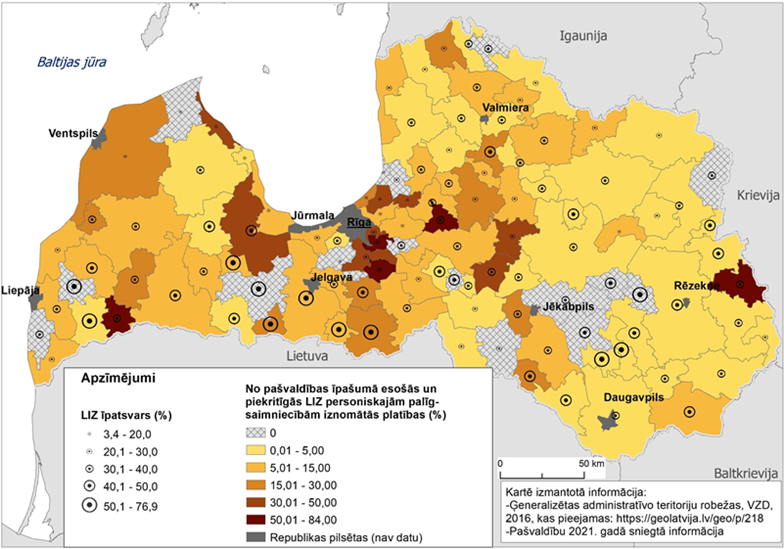 Igaunija
Baltijas jūra
Valmiera
Ventspils
Krievija
Jūrmala
Rīga
Jelgava
Rēzekne
Liepāja
Jēkabpils
Lietuva
Daugavpils
Baltkrievija
Apzīmējumi
LIZ īpatsvars (%)
3,4 - 20,0
20,1 - 30,0
30,1 - 40,0
40,1 - 50,0
50,1 - 76,9
No pašvaldības īpašumā esošās un
piekritīgās LIZ personiskajām palīg-
saimniecībām iznomātās platības (%)
0
0,01 - 5,00
5,01 - 15,00
15,01 - 30,00
30,01 - 50,00
50,01 - 84,00
Republikas pilsētas (nav datu)
0 50 km
Kartē izmantotā informācija:
-Ģeneralizētas administratīvo teritoriju robežas, VZD,
2016, kas pieejamas: https://geolatvija.lv/geo/p/218
-Pašvaldību 2021. gadā sniegtā informācija